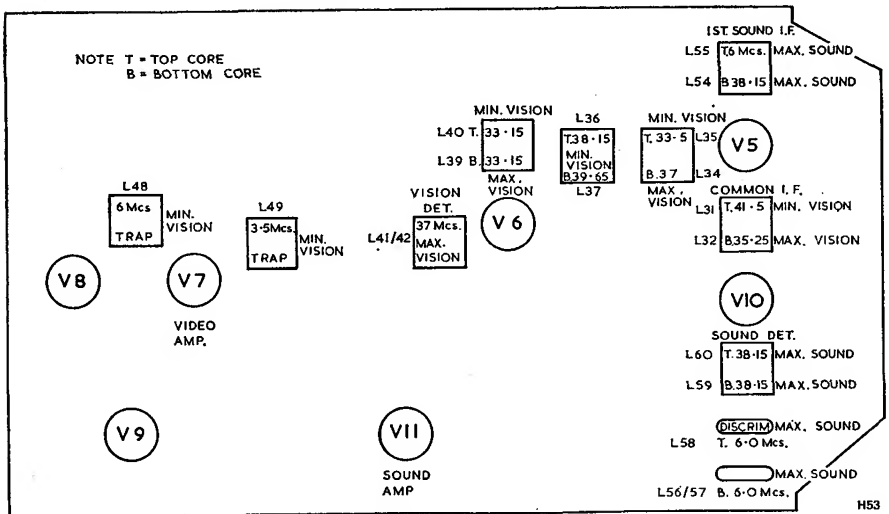 NOTE T = TOP CORE
B = BOTTOM CORE
1ST. SOUND I.F.
L55 T.6 Mcs. MAX. SOUND
L54 B.38·15 MAX. SOUND
MIN. VISION
L40 T. 33·15
L39 B. 33·15
MAX.
VISION
L36
T.38·15
MIN.
VISION
B.39·65
L37
MIN. VISION
T. 33·5 L35
B.37 L34
MAX.
VISION
V5
COMMON I.F.
L31 T.41·5 MIN. VISION
L32 B.35·25 MAX. VISION
L48
6 Mcs
TRAP
MIN.
VISION
L49
3·5Mcs.
TRAP
MIN.
VISION
VISION
DET.
L41/42
37 Mcs.
MAX.
VISION
V6
V8
V7
VIDEO
AMP.
V10
SOUND DET.
L60 T.38·15 MAX. SOUND
L59 B.38·15 MAX. SOUND
V9
V11
SOUND
AMP
DISCRIM MAX. SOUND
L58 T. 6·0 Mcs.
MAX. SOUND
L56/57 B. 6·0 Mcs.
H53